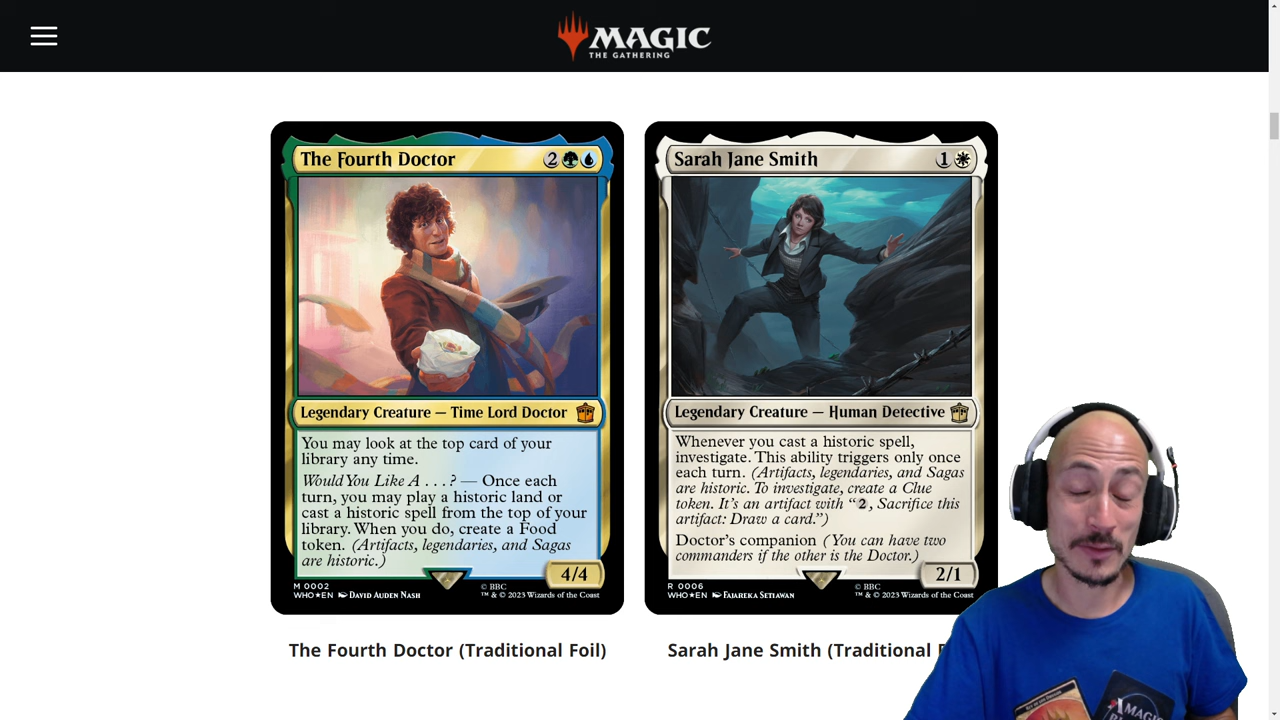 MAGIC
THE GATHERING
The Fourth Doctor 2
Legendary Creature — Time Lord Doctor
You may look at the top card of your
library any time.
Would You Like A . . .? — Once each
turn, you may play a historic land or
cast a historic spell from the top of your
library. When you do, create a Food
token. (Artifacts, legendaries, and Sagas
are historic.)
4/4
M 0002
WHO★EN DAVID AUDEN NASH
© BBC
™ & © 2023 Wizards of the Coast
Sarah Jane Smith 1
Legendary Creature — Human Detective
Whenever you cast a historic spell,
investigate. This ability triggers only once
each turn. (Artifacts, legendaries, and Sagas
are historic. To investigate, create a Clue
token. It's an artifact with “2, Sacrifice this
artifact: Draw a card.”)
Doctor's companion (You can have two
commanders if the other is the Doctor.)
2/1
R 0006
WHO★EN FAJAREKA SETIAWAN
© BBC
™ & © 2023 Wizards of the Coast
The Fourth Doctor (Traditional Foil)
Sarah Jane Smith (Traditional
MAGIC